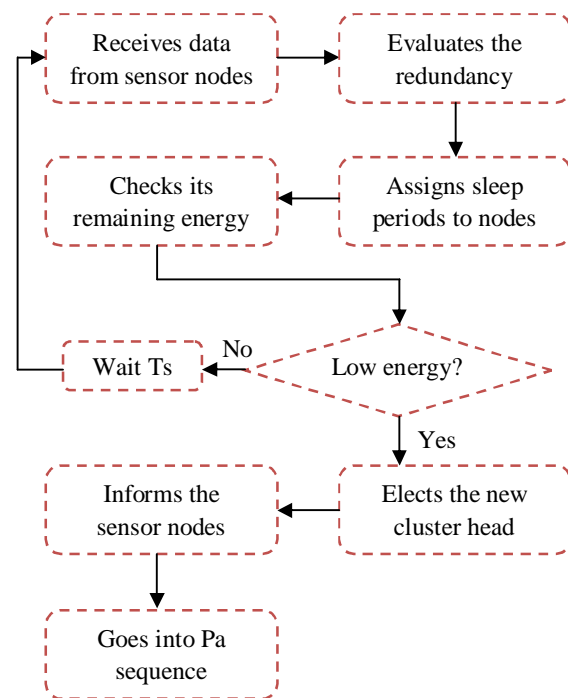 Receives data
from sensor nodes
Evaluates the
redundancy
Checks its
remaining energy
Assigns sleep
periods to nodes
Low energy?
No
Wait Ts
Yes
Informs the
sensor nodes
Elects the new
cluster head
Goes into Pa
sequence